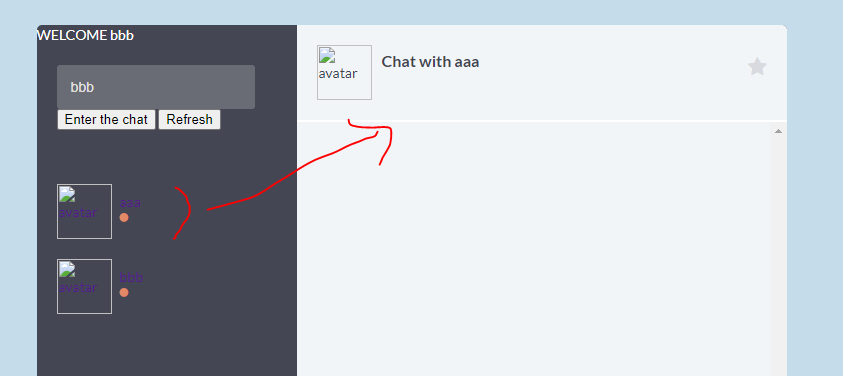 WELCOME bbb
bbb
Enter the chat Refresh
avatar
aaa
avatar
bbb
avatar
Chat with aaa